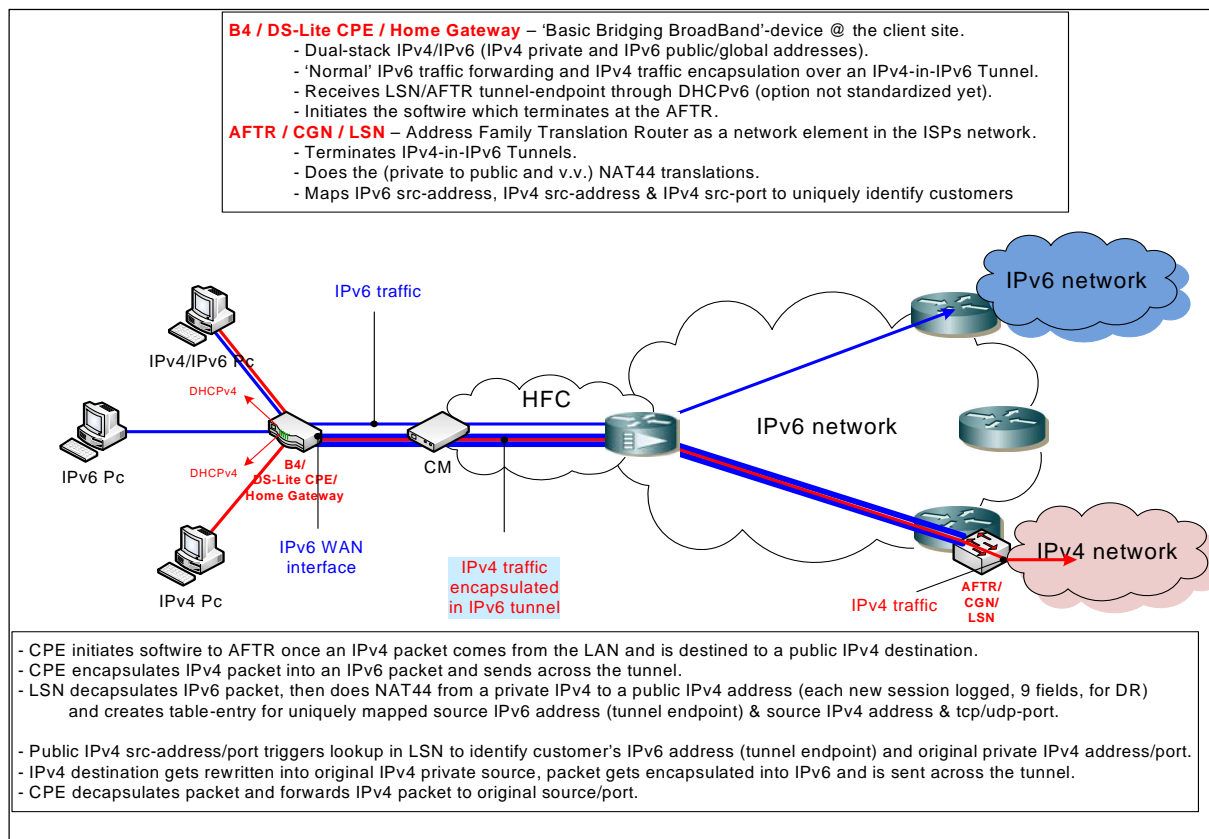 B4 / DS-Lite CPE / Home Gateway – ‘Basic Bridging BroadBand’-device @ the client site.
- Dual-stack IPv4/IPv6 (IPv4 private and IPv6 public/global addresses).
- ‘Normal’ IPv6 traffic forwarding and IPv4 traffic encapsulation over an IPv4-in-IPv6 Tunnel.
- Receives LSN/AFTR tunnel-endpoint through DHCPv6 (option not standardized yet).
- Initiates the softwire which terminates at the AFTR.
AFTR / CGN / LSN – Address Family Translation Router as a network element in the ISPs network.
- Terminates IPv4-in-IPv6 Tunnels.
- Does the (private to public and v.v.) NAT44 translations.
- Maps IPv6 src-address, IPv4 src-address & IPv4 src-port to uniquely identify customers
IPv6 network
IPv6 traffic
IPv4/IPv6 Pc
DHCPv4
HFC
IPv6 network
IPv6 Pc
DHCPv4
B4/
DS-Lite CPE/
Home Gateway
CM
IPv6 WAN
interface
IPv4 traffic
encapsulated
in IPv6 tunnel
IPv4 Pc
IPv4 network
IPv4 traffic
AFTR/
CGN/
LSN
- CPE initiates softwire to AFTR once an IPv4 packet comes from the LAN and is destined to a public IPv4 destination.
- CPE encapsulates IPv4 packet into an IPv6 packet and sends across the tunnel.
- LSN decapsulates IPv6 packet, then does NAT44 from a private IPv4 to a public IPv4 address (each new session logged, 9 fields, for DR)
and creates table-entry for uniquely mapped source IPv6 address (tunnel endpoint) & source IPv4 address & tcp/udp-port.
- Public IPv4 src-address/port triggers lookup in LSN to identify customer’s IPv6 address (tunnel endpoint) and original private IPv4 address/port.
- IPv4 destination gets rewritten into original IPv4 private source, packet gets encapsulated into IPv6 and is sent across the tunnel.
- CPE decapsulates packet and forwards IPv4 packet to original source/port.